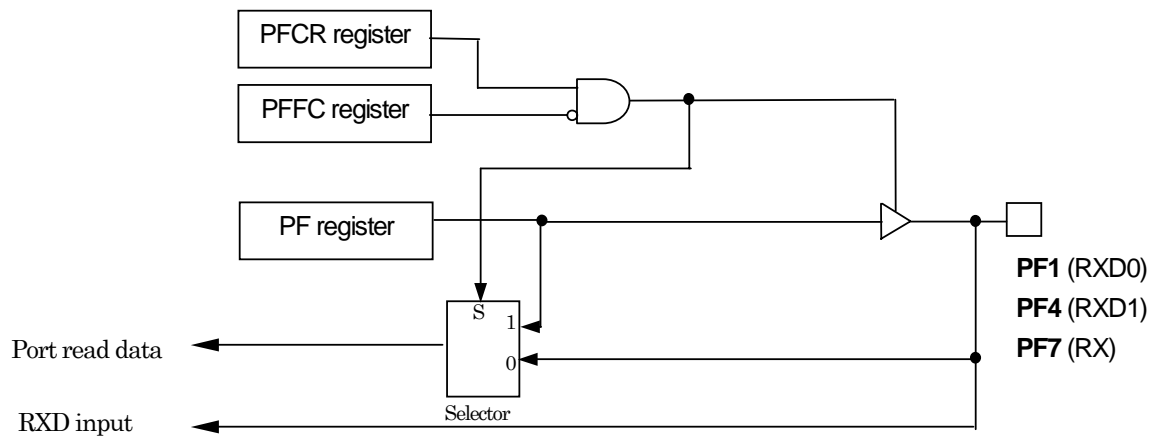 PFCR register
PFFC register
PF register
PF1 (RXD0)
PF4 (RXD1)
PF7 (RX)
S
1
0
Selector
Port read data
RXD input